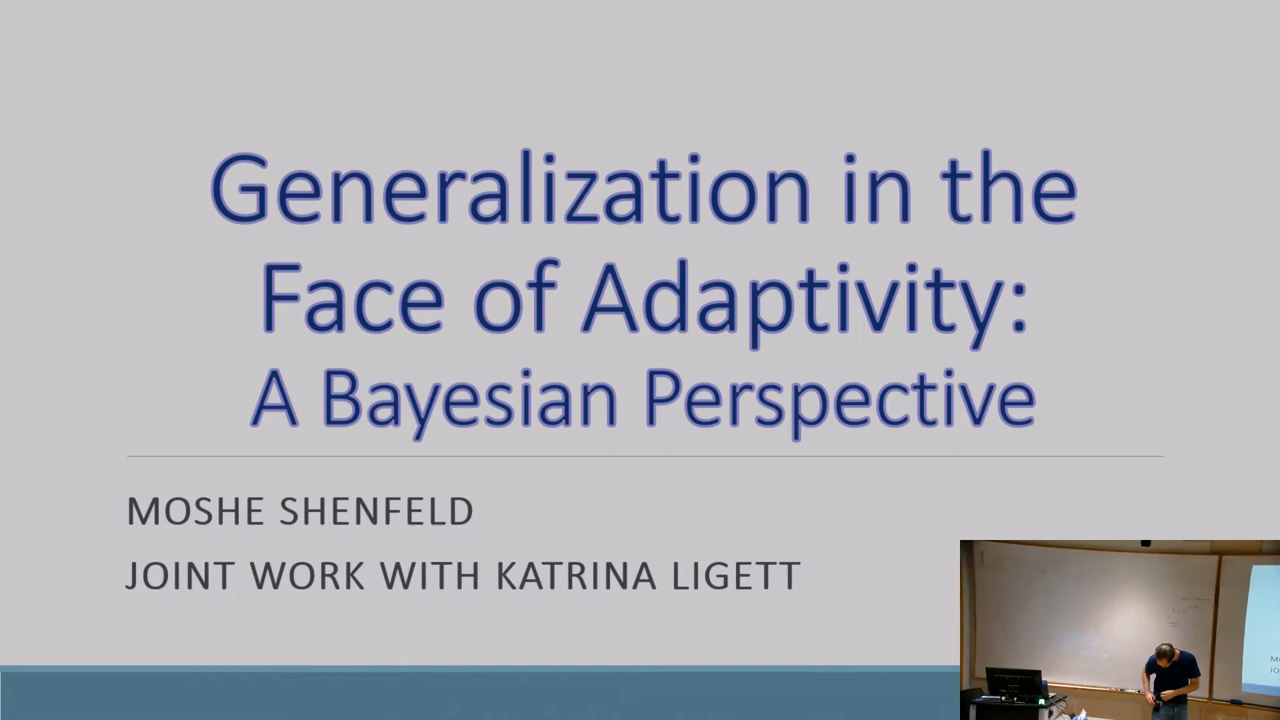 Generalization in the
Face of Adaptivity:
A Bayesian Perspective
MOSHE SHENFELD
JOINT WORK WITH KATRINA LIGETT